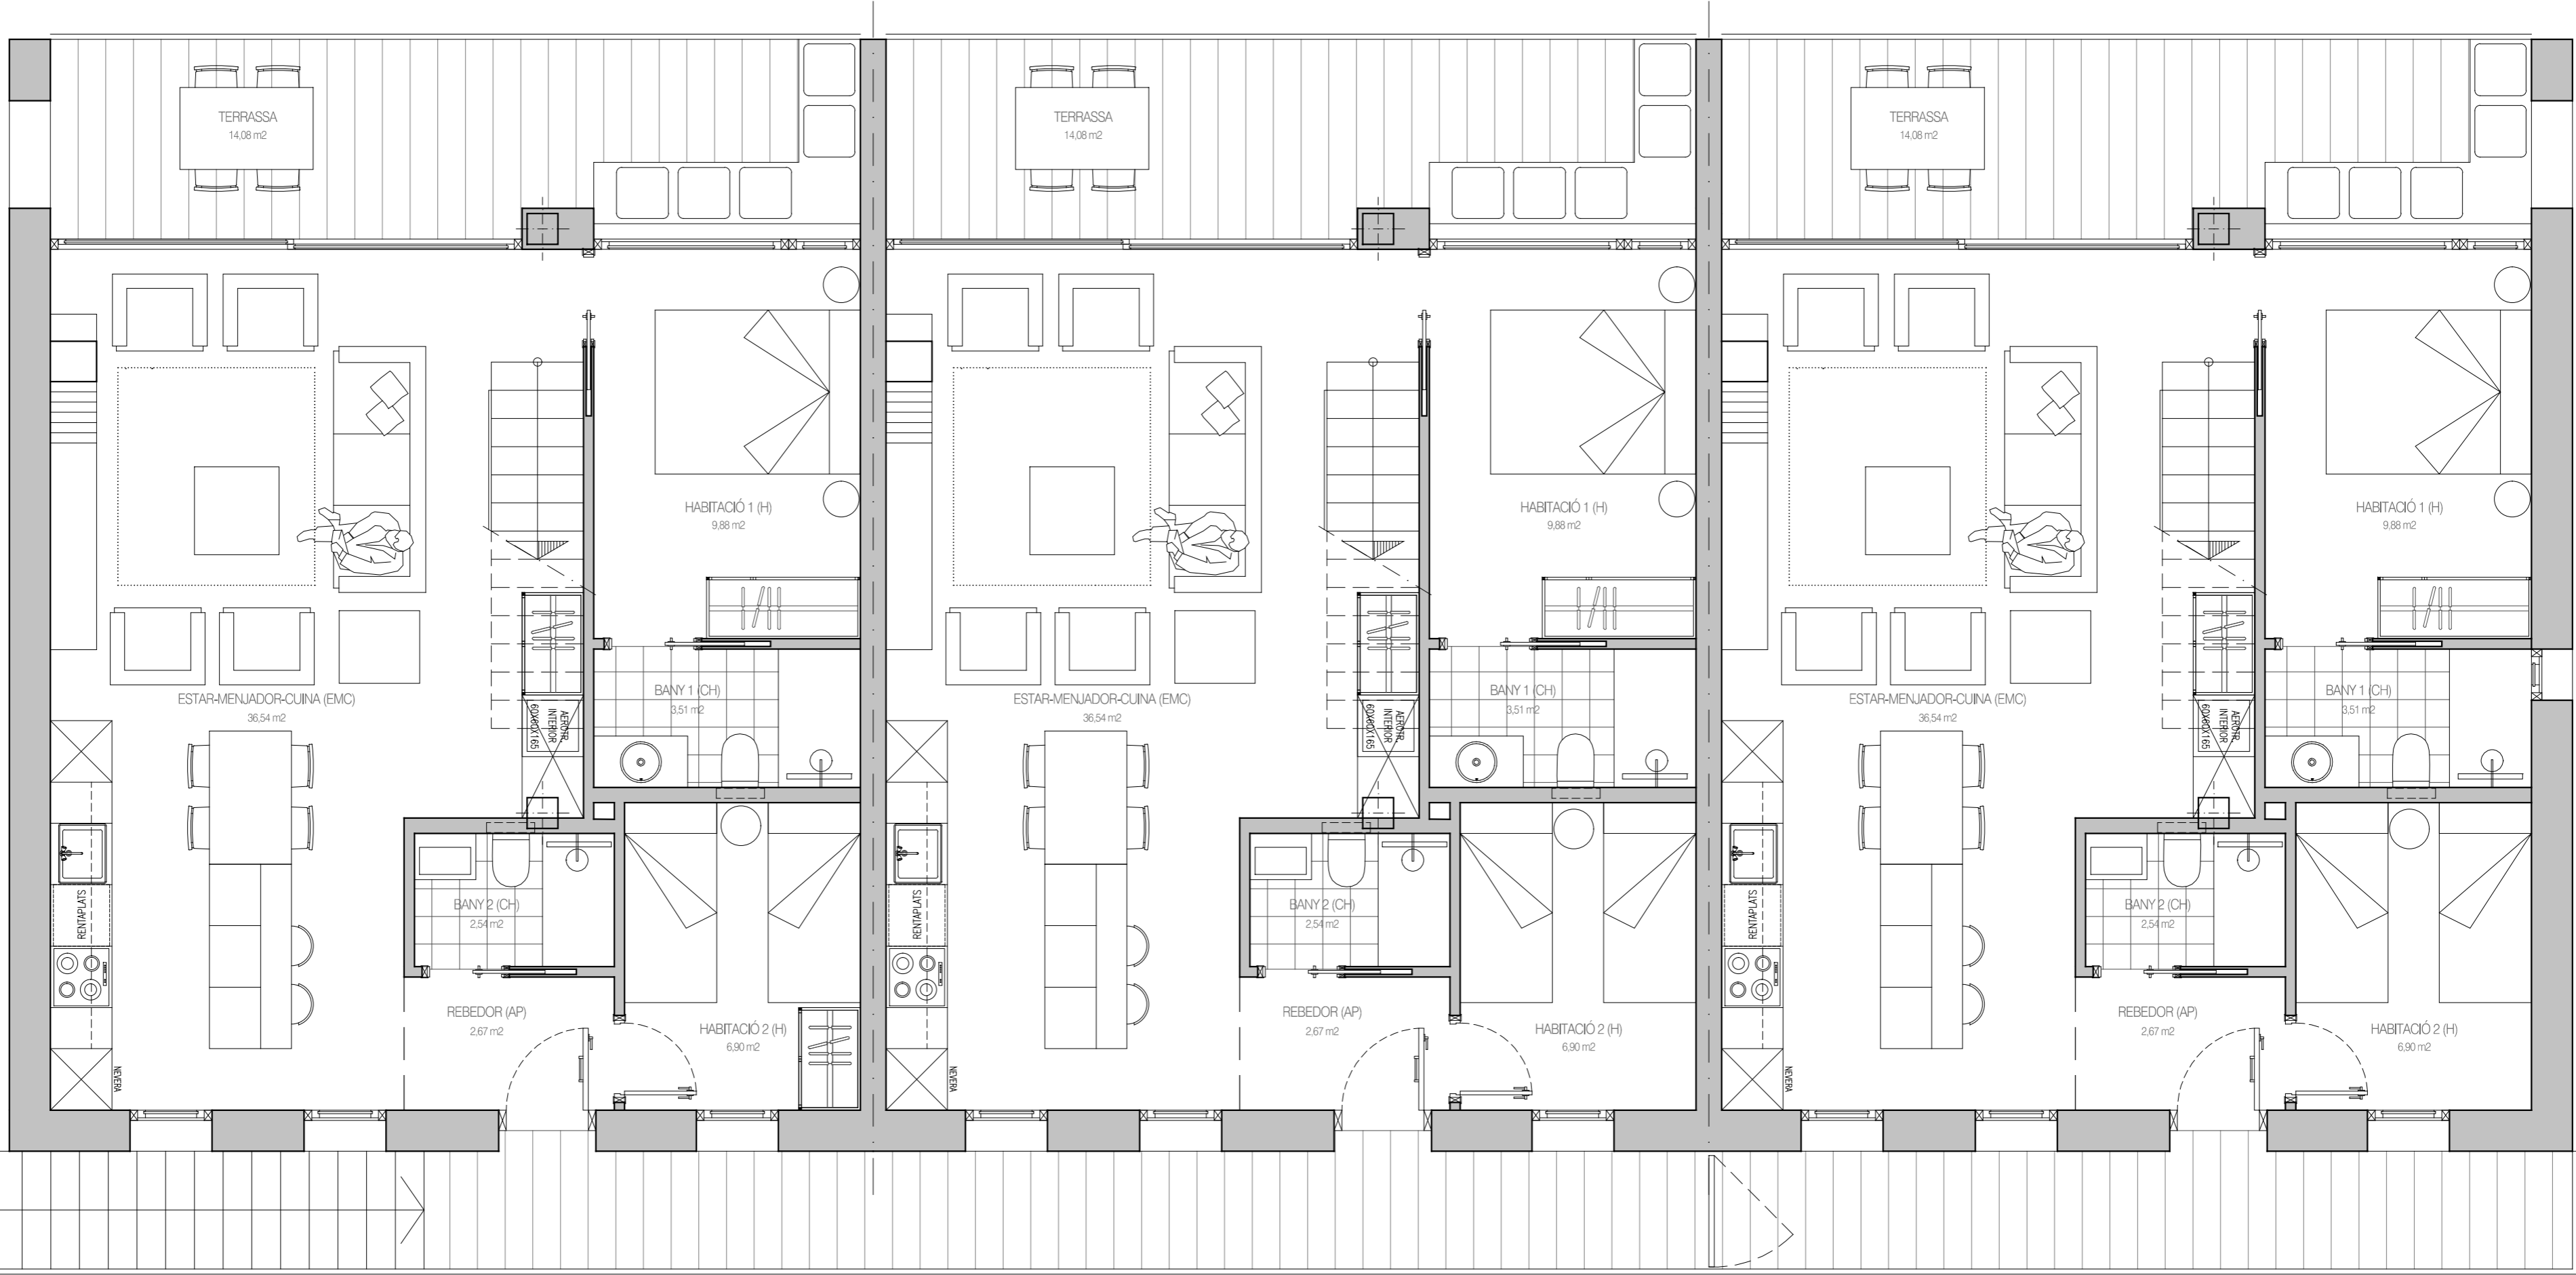 TERRASSA
14,08 m2
HABITACIÓ 1 (H)
9,88 m2
ESTAR-MENJADOR-CUINA (EMC)
36,54 m2
BANY 1 (CH)
3,51 m2
AEROTR.
INTERIOR
60X60X165
RENTAPLATS
BANY 2 (CH)
2,54 m2
REBEDOR (AP)
2,67 m2
HABITACIÓ 2 (H)
6,90 m2
NEVERA
TERRASSA
14,08 m2
HABITACIÓ 1 (H)
9,88 m2
ESTAR-MENJADOR-CUINA (EMC)
36,54 m2
BANY 1 (CH)
3,51 m2
AEROTR.
INTERIOR
60X60X165
RENTAPLATS
BANY 2 (CH)
2,54 m2
REBEDOR (AP)
2,67 m2
HABITACIÓ 2 (H)
6,90 m2
NEVERA
TERRASSA
14,08 m2
HABITACIÓ 1 (H)
9,88 m2
ESTAR-MENJADOR-CUINA (EMC)
36,54 m2
BANY 1 (CH)
3,51 m2
AEROTR.
INTERIOR
60X60X165
RENTAPLATS
BANY 2 (CH)
2,54 m2
REBEDOR (AP)
2,67 m2
HABITACIÓ 2 (H)
6,90 m2
NEVERA